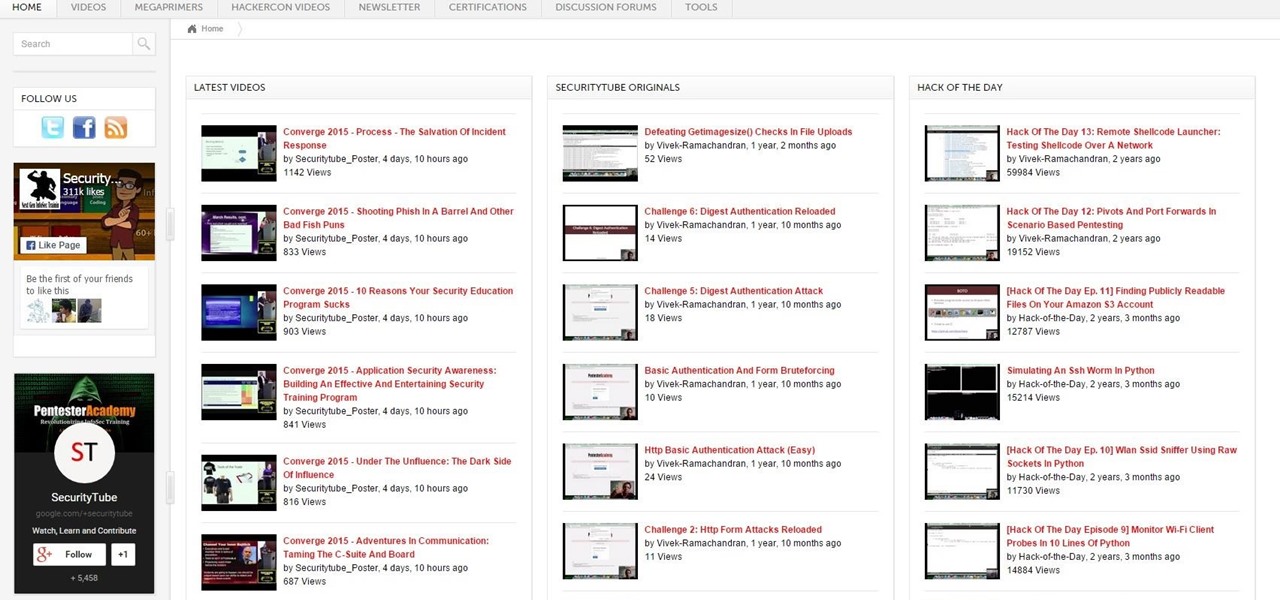 HOME
VIDEOS
MEGAPRIMERS
HACKERCON VIDEOS
NEWSLETTER
CERTIFICATIONS
DISCUSSION FORUMS
TOOLS
Home
Search
FOLLOW US
Security...
311k likes
Like Page
Be the first of your friends
to like this
PentesterAcademy
Revolutionizing InfoSec Training
ST
SecurityTube
google.com/+securitytube
Watch, Learn and Contribute
Follow
+1
+ 5,458
LATEST VIDEOS
Converge 2015 - Process - The Salvation Of Incident
Response
by Securitytube_Poster, 4 days, 10 hours ago
1142 Views
Converge 2015 - Shooting Phish In A Barrel And Other
Bad Fish Puns
by Securitytube_Poster, 4 days, 10 hours ago
833 Views
Converge 2015 - 10 Reasons Your Security Education
Program Sucks
by Securitytube_Poster, 4 days, 10 hours ago
903 Views
Converge 2015 - Application Security Awareness:
Building An Effective And Entertaining Security
Training Program
by Securitytube_Poster, 4 days, 10 hours ago
841 Views
Converge 2015 - Under The Unfluence: The Dark Side
Of Influence
by Securitytube_Poster, 4 days, 10 hours ago
816 Views
Converge 2015 - Adventures In Communication:
Taming The C-Suite And Board
by Securitytube_Poster, 4 days, 10 hours ago
687 Views
SECURITYTUBE ORIGINALS
Defeating Getimagesize() Checks In File Uploads
by Vivek-Ramachandran, 1 year, 2 months ago
52 Views
Challenge 6: Digest Authentication Reloaded
by Vivek-Ramachandran, 1 year, 10 months ago
14 Views
Challenge 5: Digest Authentication Attack
by Vivek-Ramachandran, 1 year, 10 months ago
18 Views
Basic Authentication And Form Bruteforcing
by Vivek-Ramachandran, 1 year, 10 months ago
10 Views
Http Basic Authentication Attack (Easy)
by Vivek-Ramachandran, 1 year, 10 months ago
24 Views
Challenge 2: Http Form Attacks Reloaded
by Vivek-Ramachandran, 1 year, 10 months ago
11 Views
HACK OF THE DAY
Hack Of The Day 13: Remote Shellcode Launcher:
Testing Shellcode Over A Network
by Vivek-Ramachandran, 2 years ago
59984 Views
Hack Of The Day 12: Pivots And Port Forwards In
Scenario Based Pentesting
by Vivek-Ramachandran, 2 years ago
19152 Views
[Hack Of The Day Ep. 11] Finding Publicly Readable
Files On Your Amazon S3 Account
by Hack-of-the-Day, 2 years, 3 months ago
12787 Views
Simulating An Ssh Worm In Python
by Hack-of-the-Day, 2 years, 3 months ago
15214 Views
[Hack Of The Day Ep. 10] Wlan Ssid Sniffer Using Raw
Sockets In Python
by Hack-of-the-Day, 2 years, 3 months ago
11730 Views
[Hack Of The Day Episode 9] Monitor Wi-Fi Client
Probes In 10 Lines Of Python
by Hack-of-the-Day, 2 years, 3 months ago
14884 Views